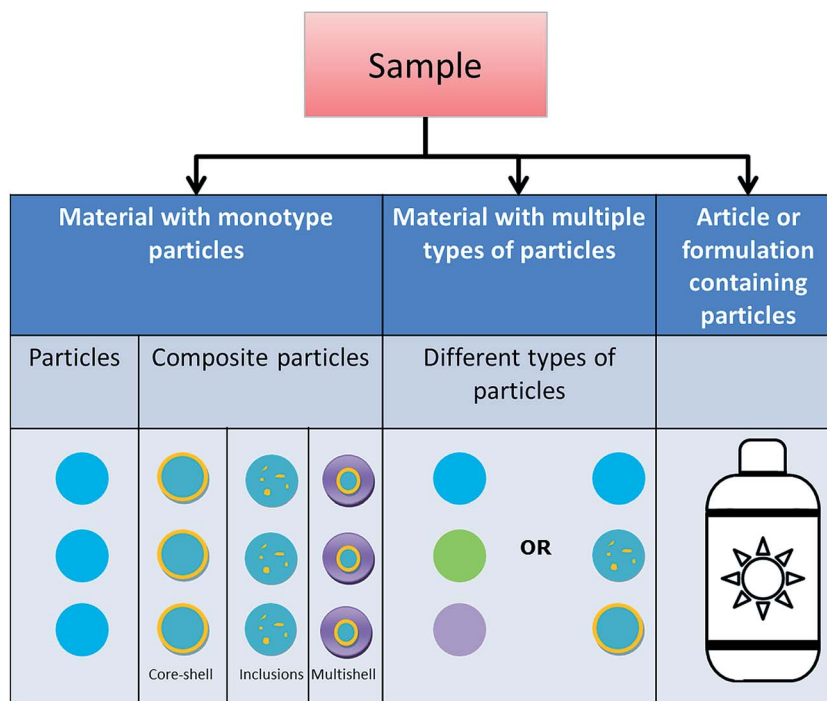 Sample
Material with monotype
particles
Material with multiple
types of particles
Article or
formulation
containing
particles
Particles
Composite particles
Different types of
particles
OR
Core-shell
Inclusions
Multishell